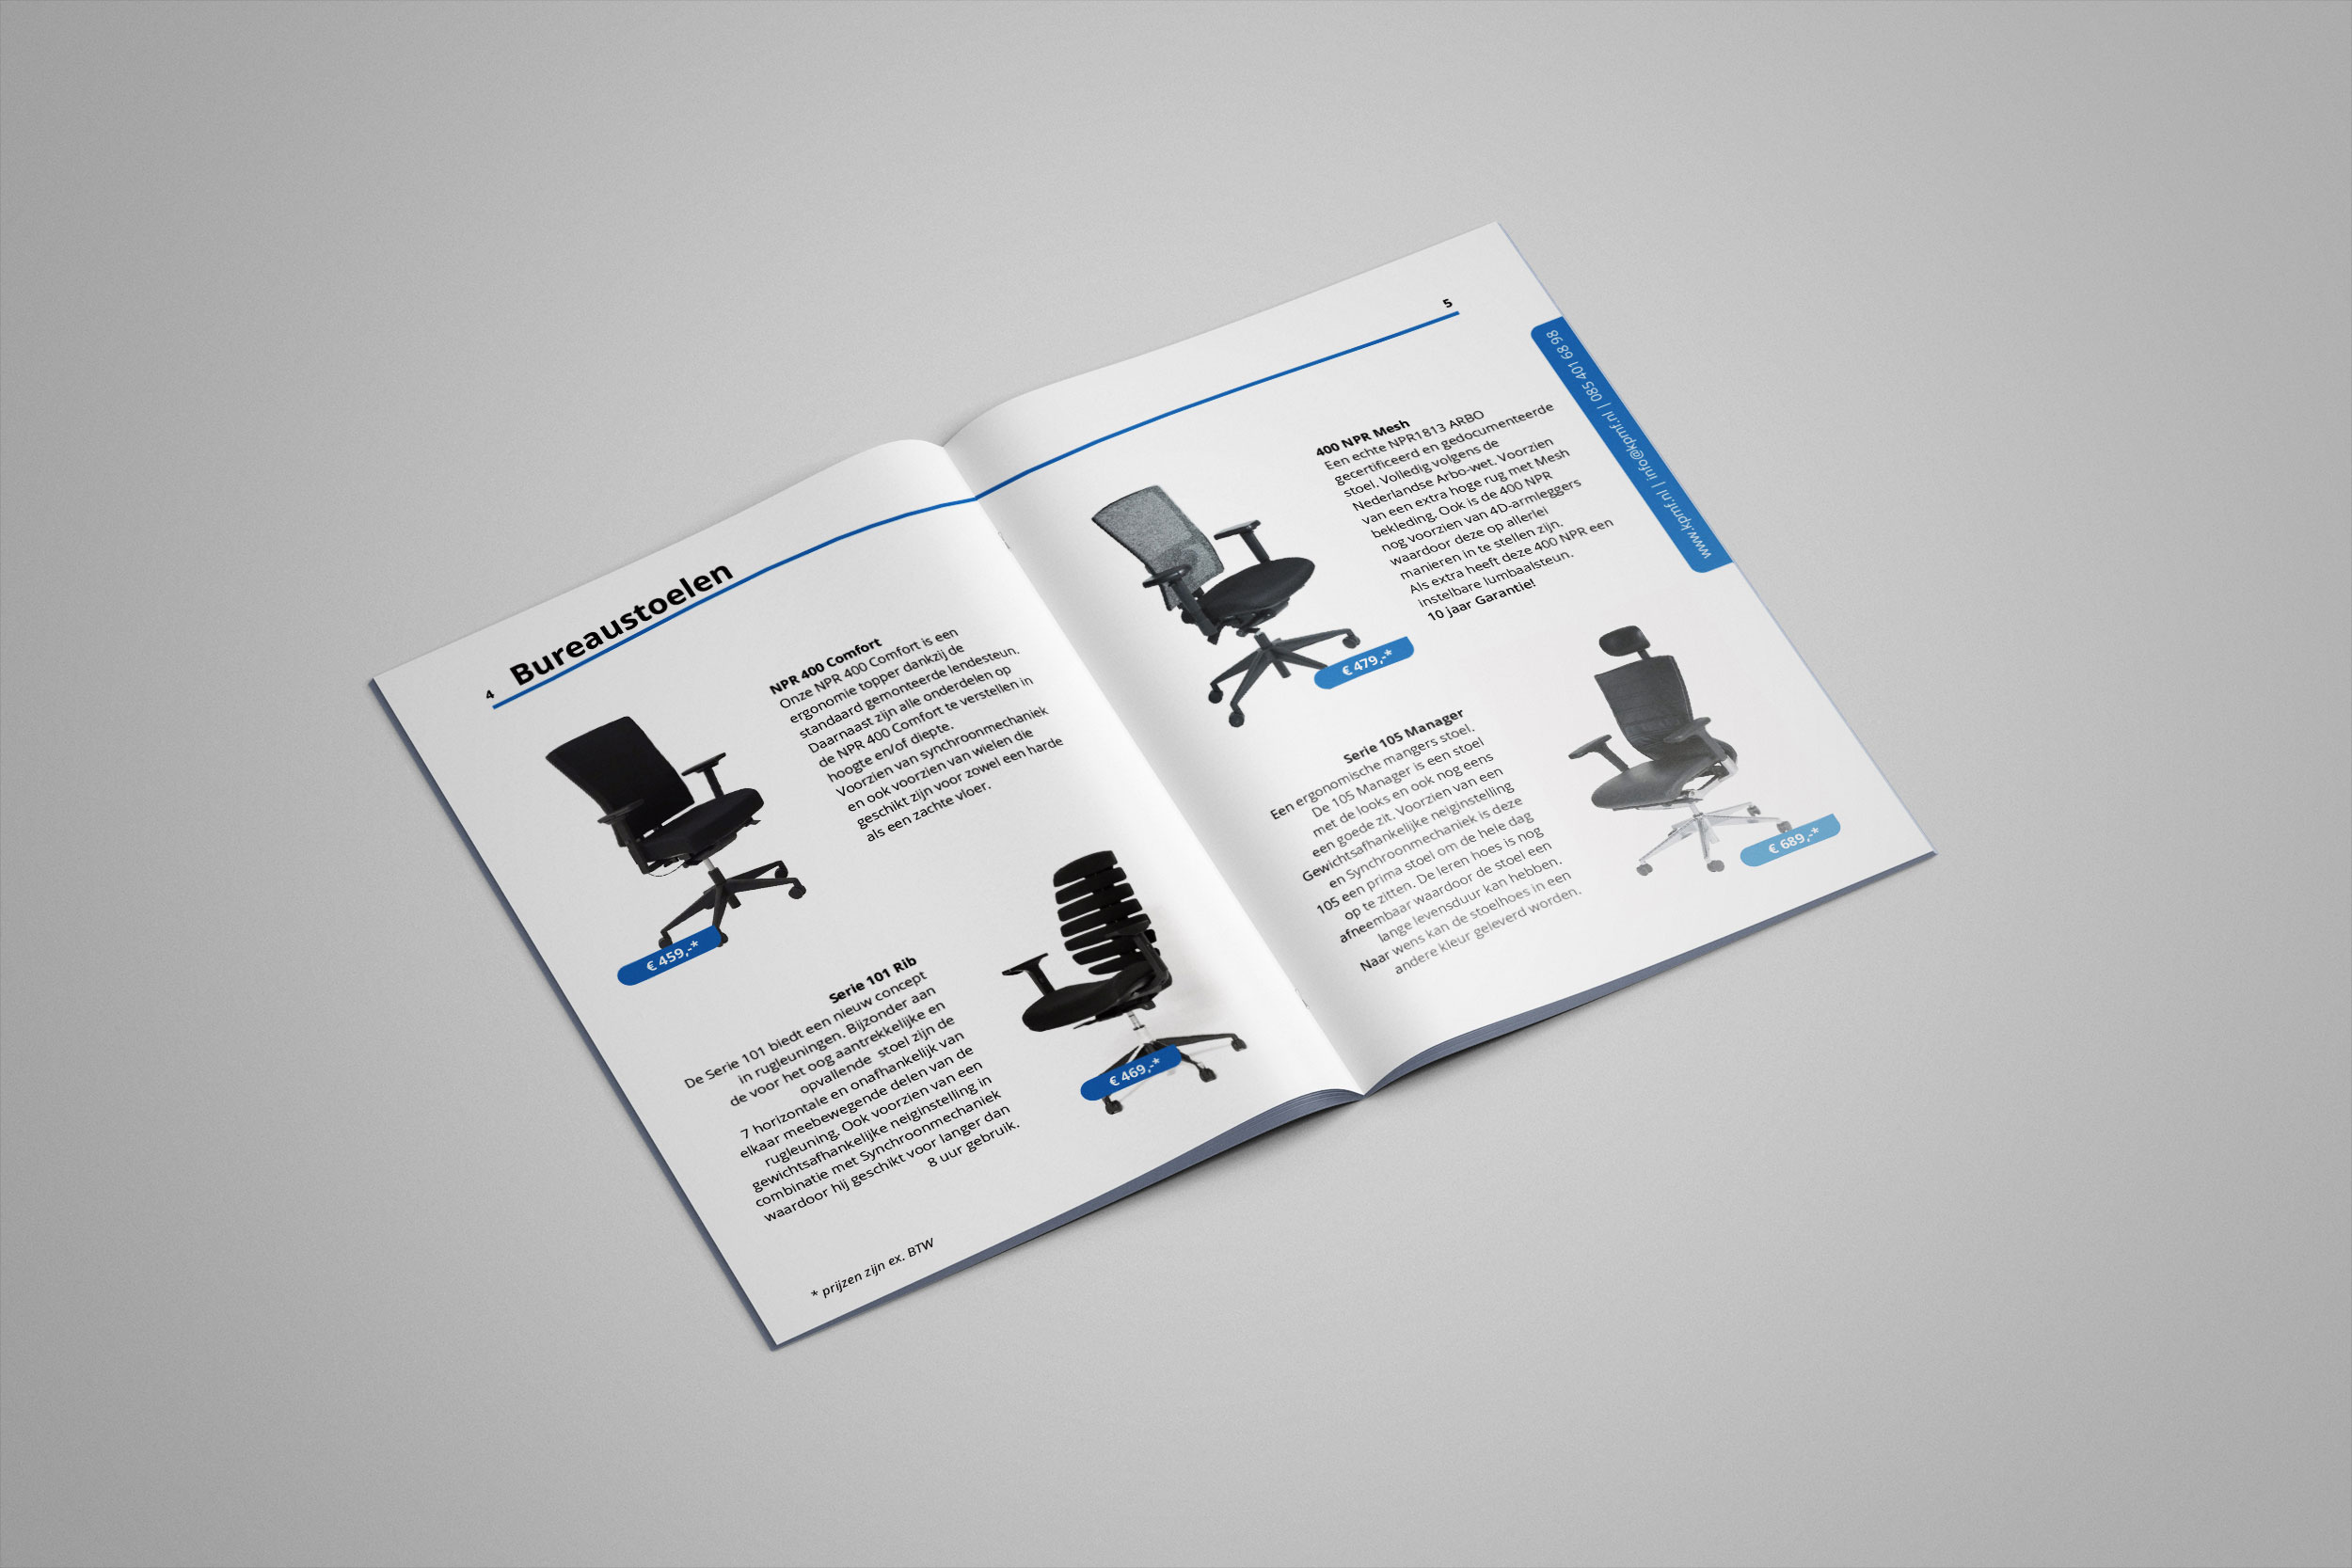 4
Bureaustoelen
NPR 400 Comfort
Onze NPR 400 Comfort is een
ergonomie topper dankzij de
standaard gemonteerde lendesteun.
Daarnaast zijn alle onderdelen op
de NPR 400 Comfort te verstellen in
hoogte en/of diepte.
Voorzien van synchroonmechaniek
en ook voorzien van wielen die
geschikt zijn voor zowel een harde
als een zachte vloer.
€ 459,-*
Serie 101 Rib
De Serie 101 biedt een nieuw concept
in rugleuningen. Bijzonder aan
de voor het oog aantrekkelijke en
opvallende stoel zijn de
7 horizontale en onafhankelijk van
elkaar meebewegende delen van de
rugleuning. Ook voorzien van een
gewichtsafhankelijke neiginstelling in
combinatie met Synchroonmechaniek
waardoor hij geschikt voor langer dan
8 uur gebruik.
€ 469,-*
* prijzen zijn ex. BTW
5
400 NPR Mesh
Een echte NPR1813 ARBO
gecertificeerd en gedocumenteerde
stoel. Volledig volgens de
Nederlandse Arbo-wet. Voorzien
van een extra hoge rug met Mesh
bekleding. Ook is de 400 NPR
nog voorzien van 4D-armleggers
waardoor deze op allerlei
manieren in te stellen zijn.
Als extra heeft deze 400 NPR een
instelbare lumbaalsteun.
10 jaar Garantie!
€ 479,-*
Serie 105 Manager
Een ergonomische mangers stoel.
De 105 Manager is een stoel
met de looks en ook nog eens
een goede zit. Voorzien van een
Gewichtsafhankelijke neiginstelling
en Synchroonmechaniek is deze
105 een prima stoel om de hele dag
op te zitten. De leren hoes is nog
afneembaar waardoor de stoel een
lange levensduur kan hebben.
Naar wens kan de stoelhoes in een
andere kleur geleverd worden.
€ 689,-*
www.kpmf.nl | info@kpmf.nl | 085 401 68 98